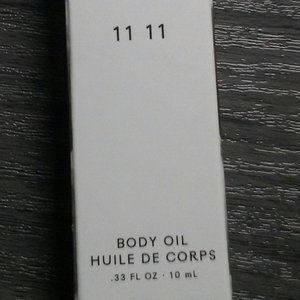 11 11
BODY OIL
HUILE DE CORPS
.33 FL OZ · 10 mL